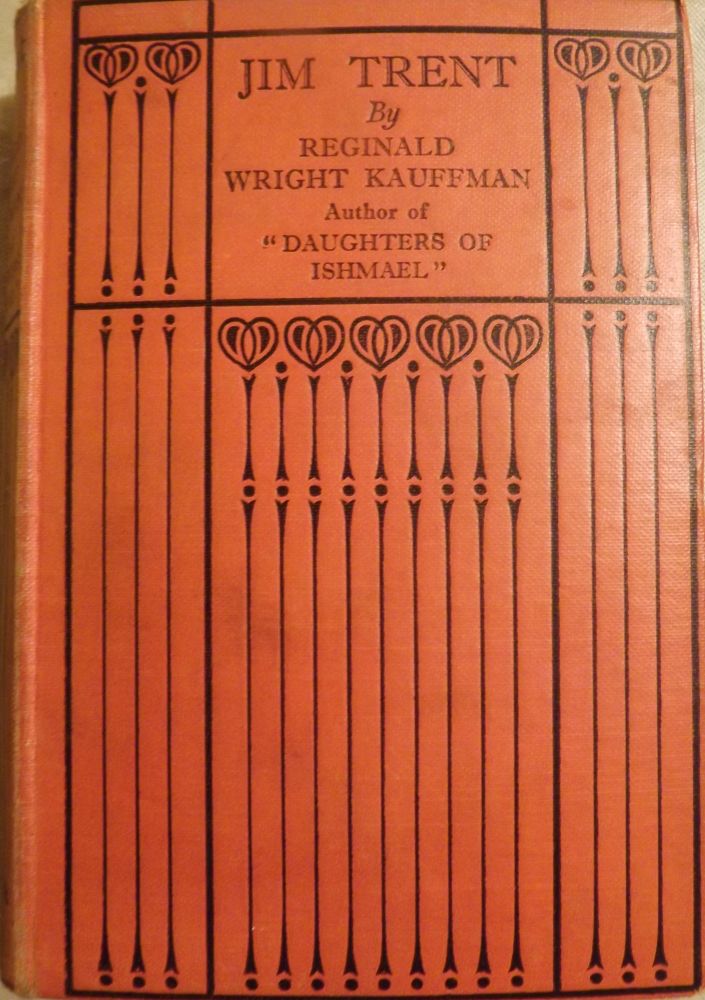 JIM TRENT
By
REGINALD
WRIGHT KAUFFMAN
Author of
"DAUGHTERS OF
ISHMAEL"